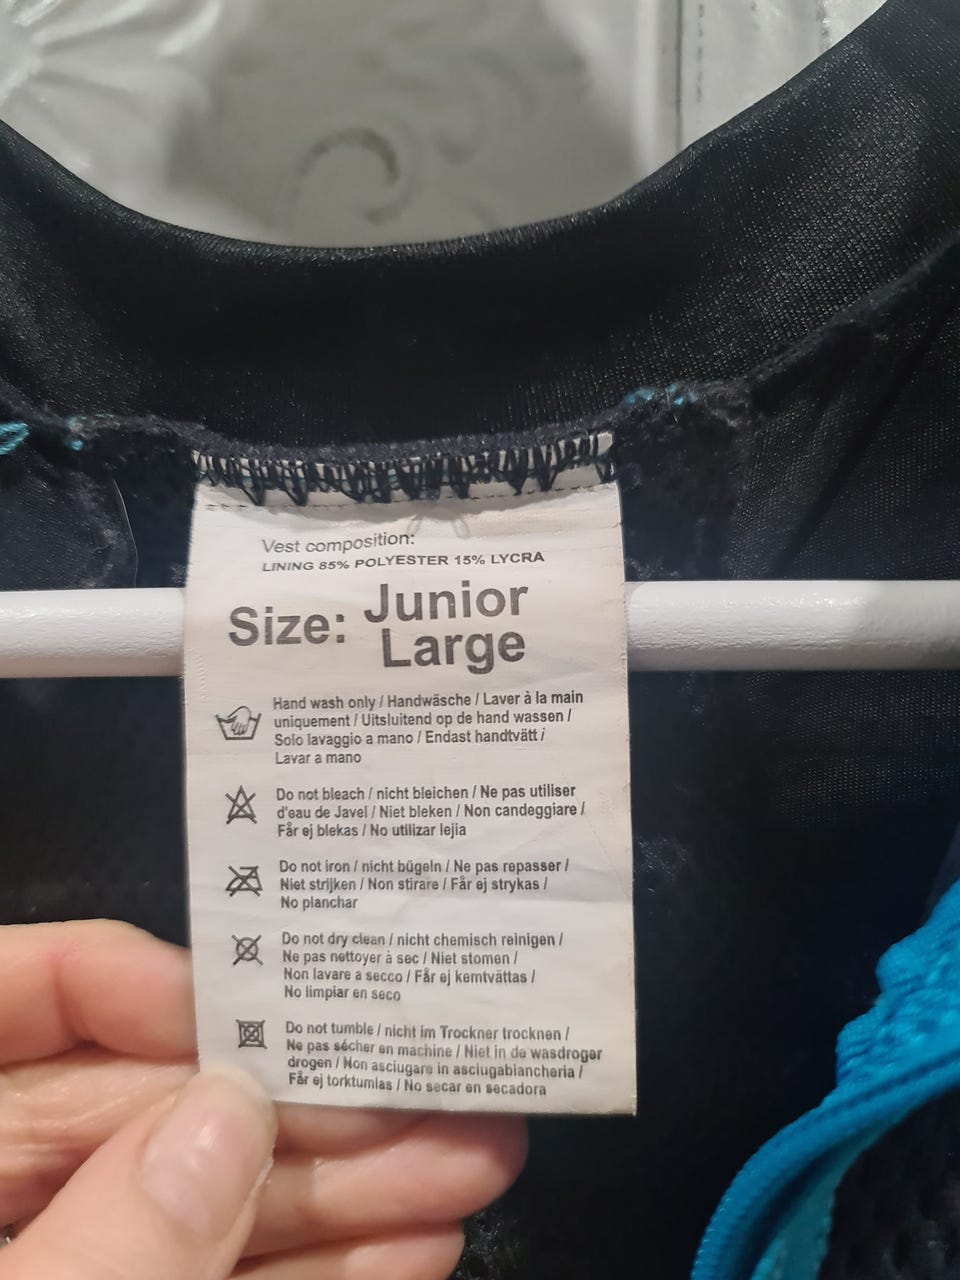 Vest composition:
LINING 85% POLYESTER 15% LYCRA
Size: Junior
Large
Hand wash only / Handwäsche / Laver à la main
uniquement / Uitsluitend op de hand wassen /
Solo lavaggio a mano / Endast handtvätt /
Lavar a mano
Do not bleach / nicht bleichen / Ne pas utiliser
d'eau de Javel / Niet bleken / Non candeggiare /
Får ej blekas / No utilizar lejia
Do not iron / nicht bügeln / Ne pas repasser /
Niet strijken / Non stirare / Får ej strykas /
No planchar
Do not dry clean / nicht chemisch reinigen /
Ne pas nettoyer à sec / Niet stomen /
Non lavare a secco / Får ej kemtvättas /
No limpiar en seco
Do not tumble / nicht im Trockner trocknen /
Ne pas sécher en machine / Niet in de wasdroger
drogen / Non asciugare in asciugabiancheria /
Får ej torktumlas / No secar en secadora